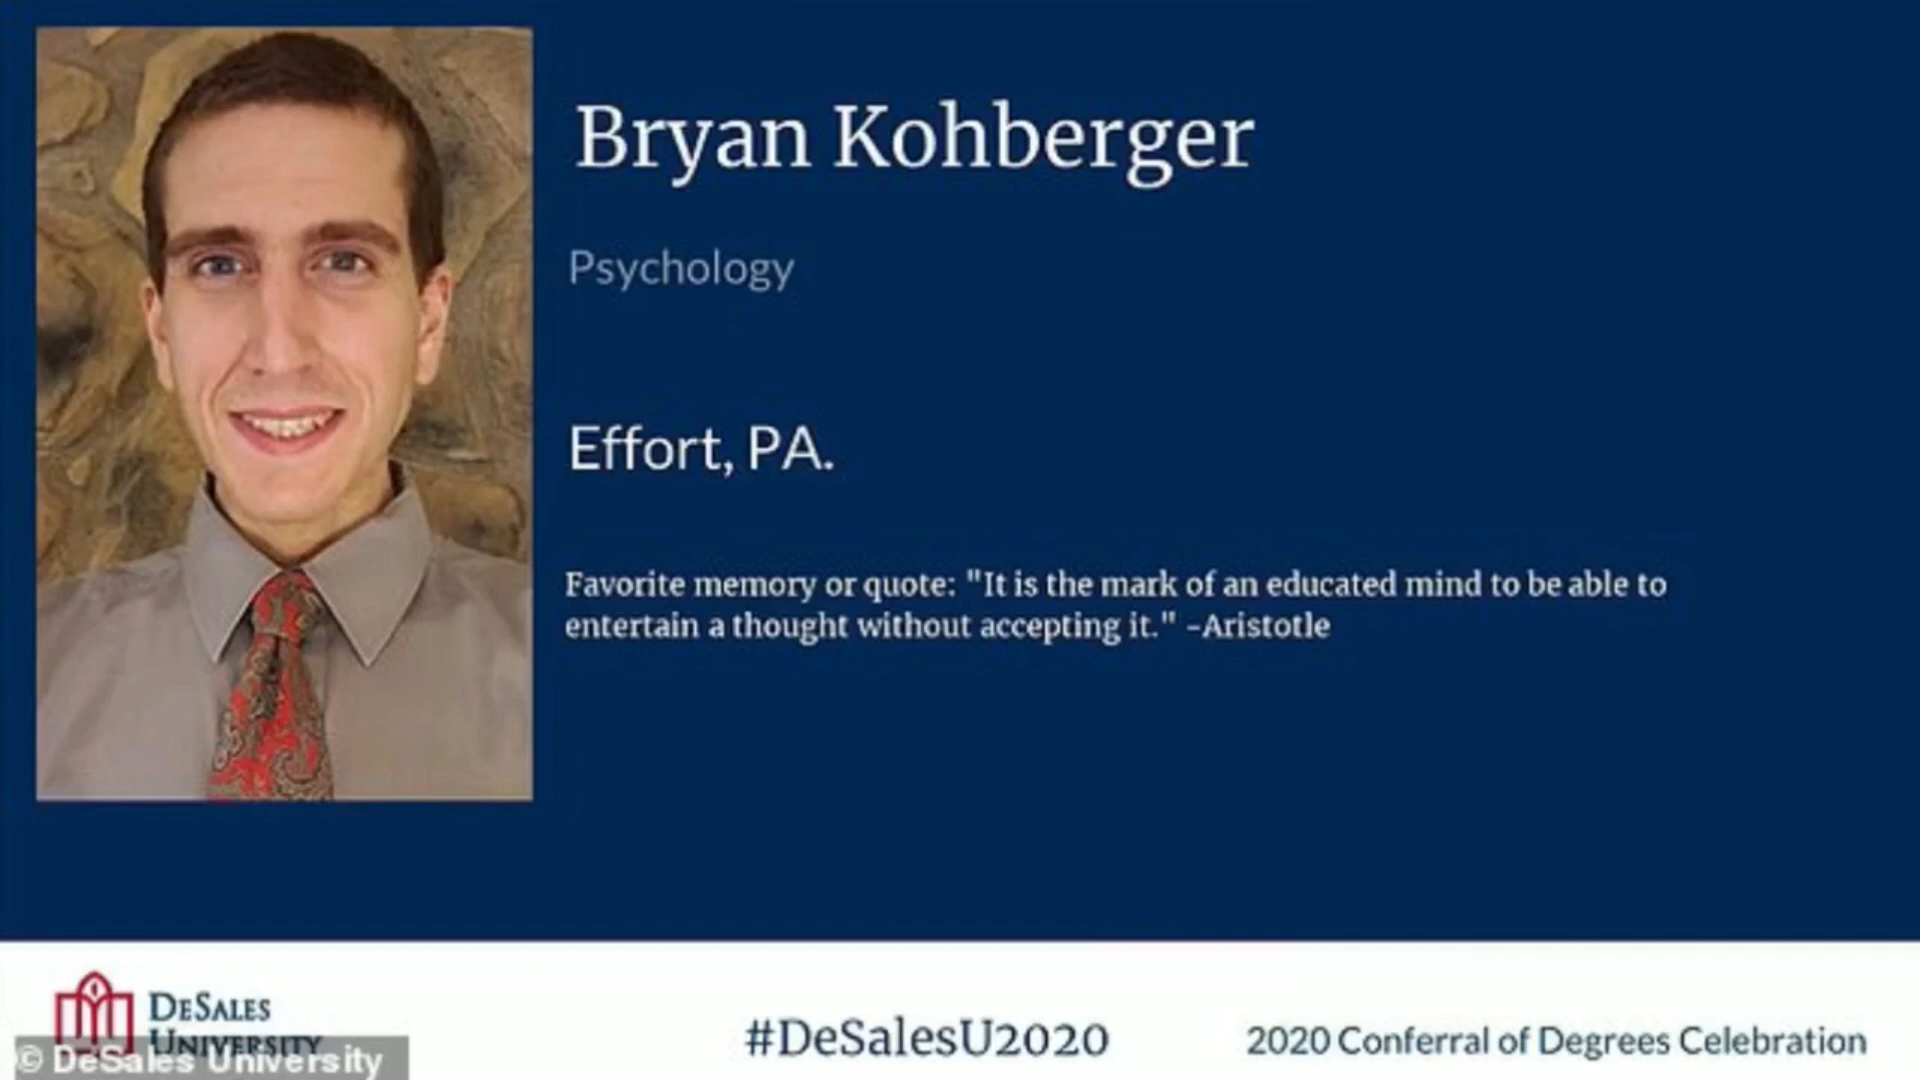 Bryan Kohberger
Psychology
Effort, PA.
Favorite memory or quote: "It is the mark of an educated mind to be able to
entertain a thought without accepting it." -Aristotle
DESALES
UNIVERSITY
© DeSales University
#DeSalesU2020
2020 Conferral of Degrees Celebration